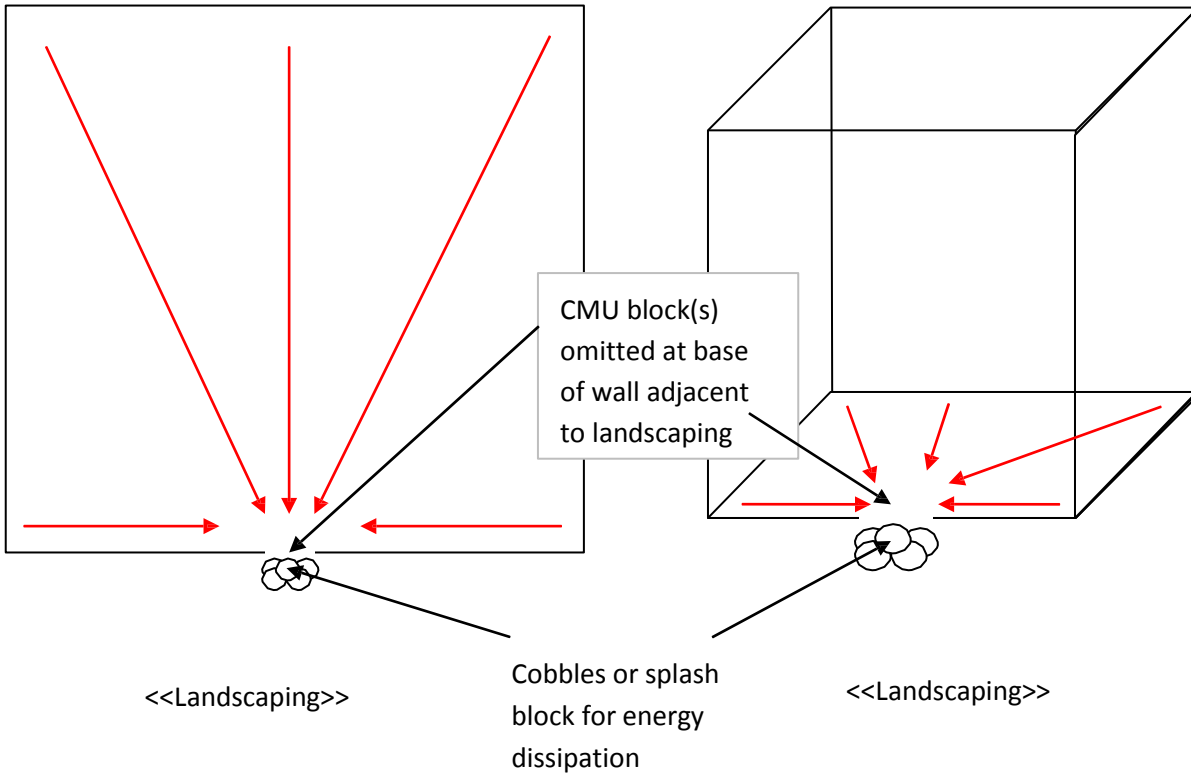 CMU block(s)
omitted at base
of wall adjacent
to landscaping
Cobbles or splash
block for energy
dissipation
<<Landscaping>>
<<Landscaping>>